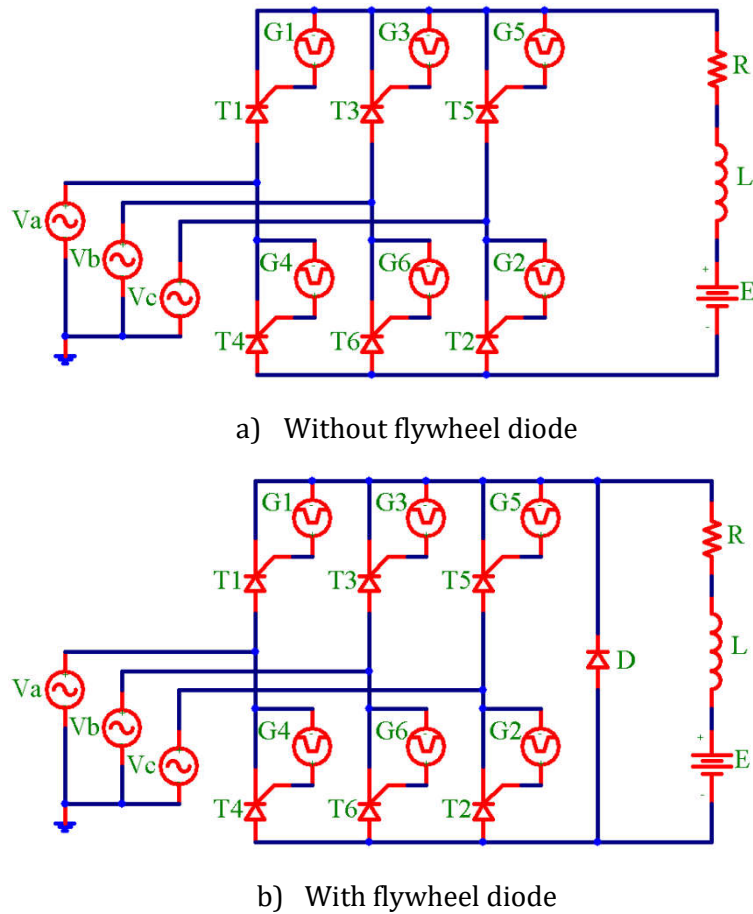 G1 G3 G5
R
T1 T3 T5
L
Va
Vb
Vc
G4 G6 G2
+
E
-
T4 T6 T2
a) Without flywheel diode
G1 G3 G5
R
T1 T3 T5
L
D
Va
Vb
Vc
G4 G6 G2
+
E
-
T4 T6 T2
b) With flywheel diode